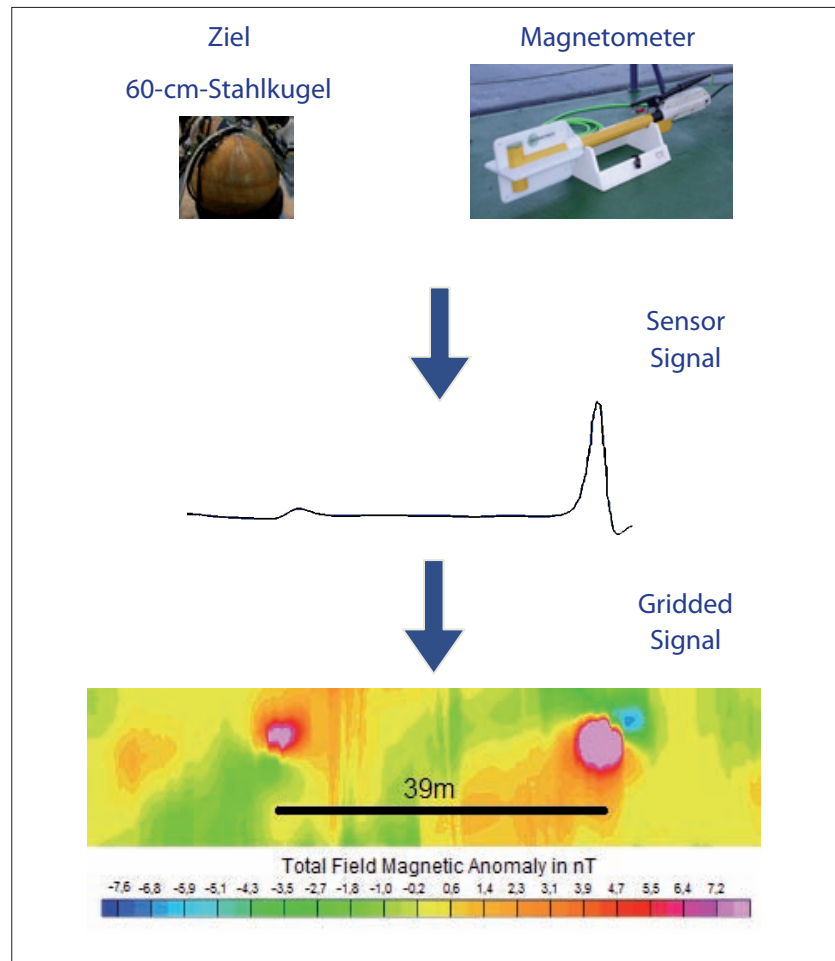 Ziel
Magnetometer
60-cm-Stahlkugel
Sensor
Signal
Gridded
Signal
39m
Total Field Magnetic Anomaly in nT
-7,6 -6,8 -5,9 -5,1 -4,3 -3,5 -2,7 -1,8 -1,0 -0,2 0,6 1,4 2,3 3,1 3,9 4,7 5,5 6,4 7,2